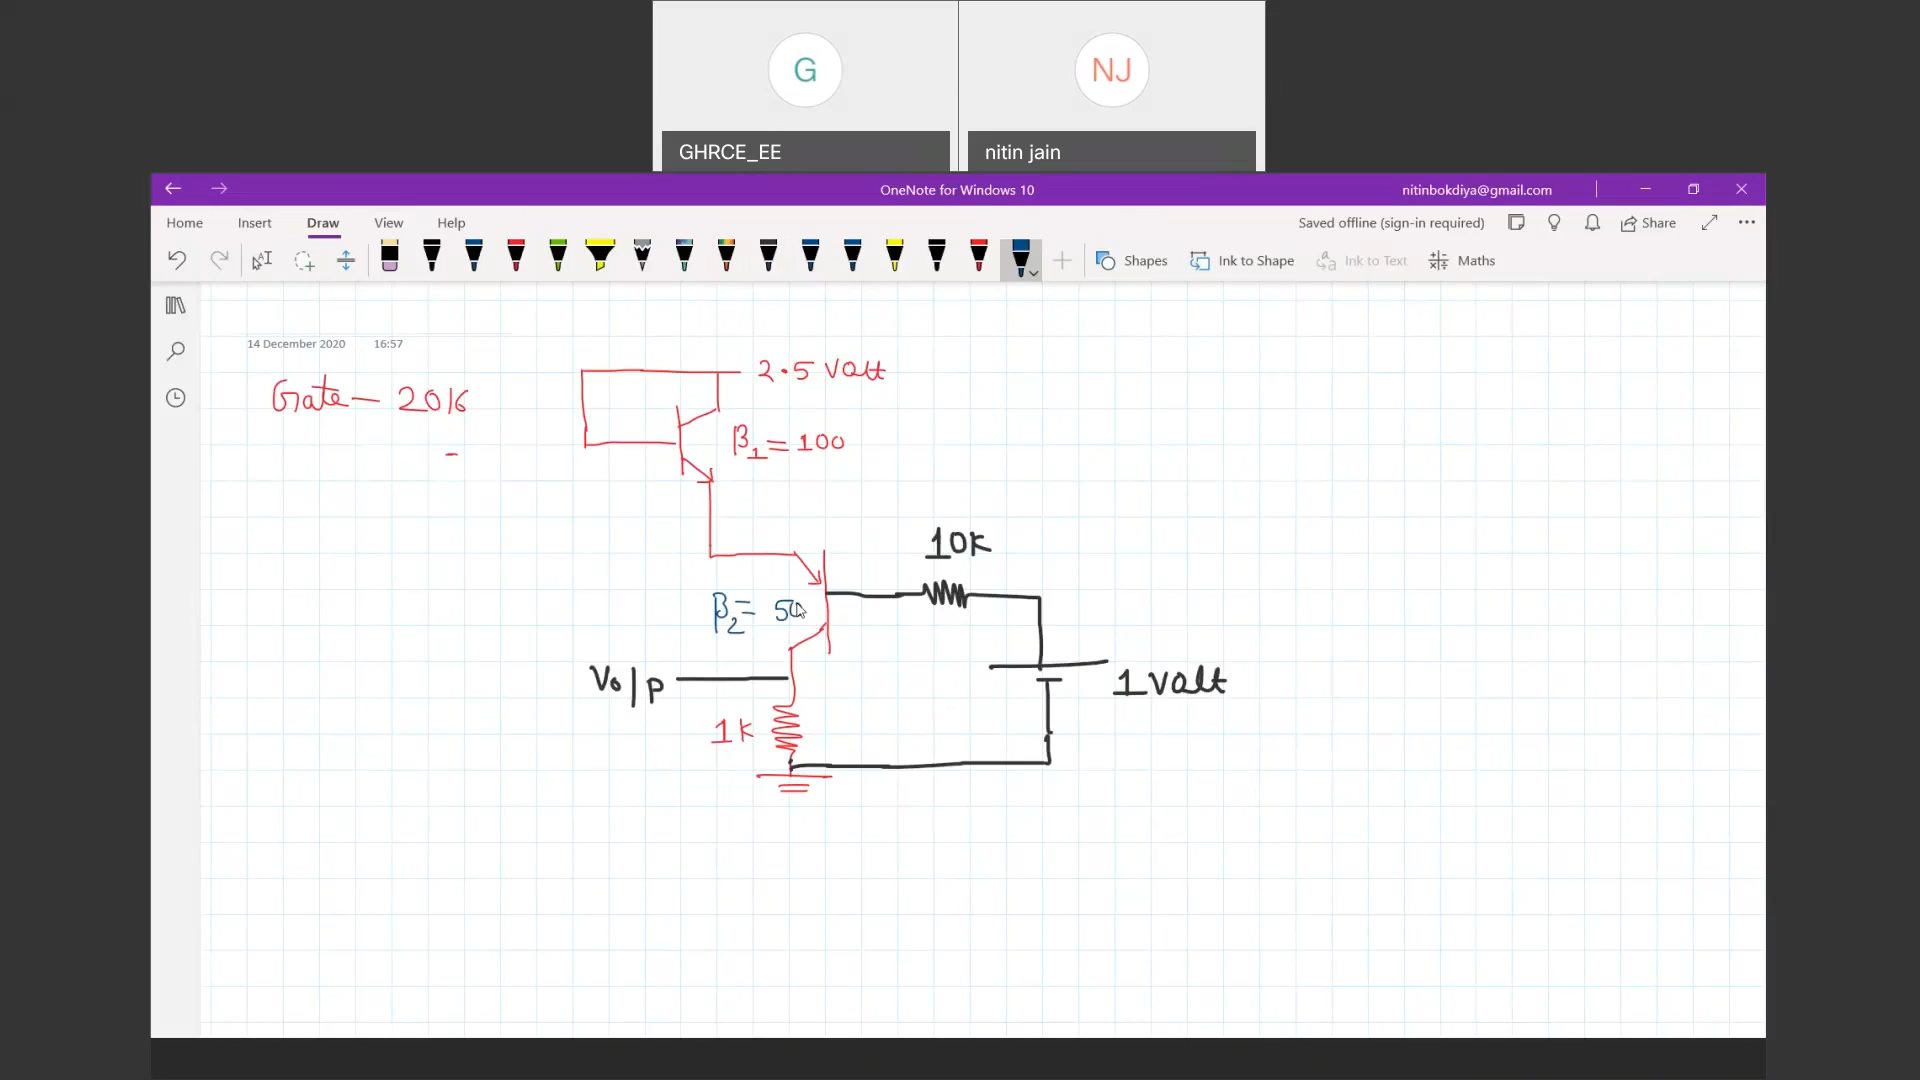 G
NJ
GHRCE_EE
nitin jain
OneNote for Windows 10
nitinbokdiya@gmail.com
Home
Insert
Draw
View
Help
Saved offline (sign-in required)
Share
Shapes
Ink to Shape
Ink to Text
Maths
14 December 2020
16:57
Gate — 2016
2.5 Volt
β1 = 100
10K
β2 = 50
Vo/p
1 Volt
1K